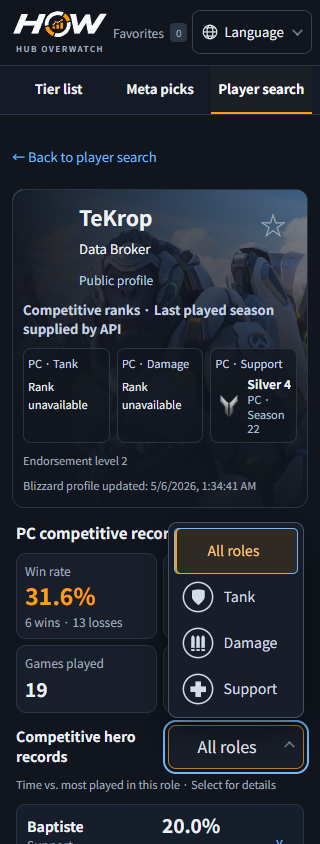 HOW
HUB OVERWATCH
Favorites 0
Language
Tier list
Meta picks
Player search
← Back to player search
TeKrop
Data Broker
Public profile
Competitive ranks · Last played season
supplied by API
PC · Tank
Rank
unavailable
PC · Damage
Rank
unavailable
PC · Support
Silver 4
PC ·
Season
22
Endorsement level 2
Blizzard profile updated: 5/6/2026, 1:34:41 AM
PC competitive recor
Win rate
31.6%
6 wins · 13 losses
Games played
19
All roles
Tank
Damage
Support
Competitive hero
records
All roles
Time vs. most played in this role · Select for details
Baptiste
20.0%